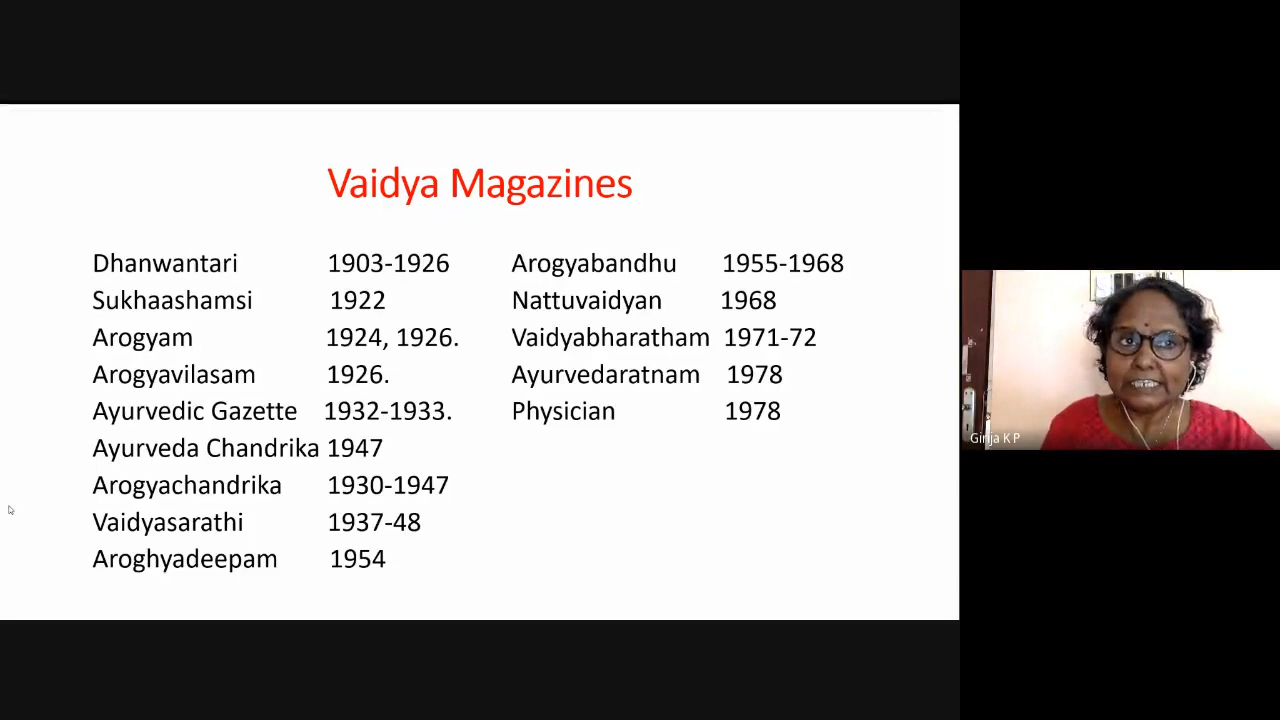 Vaidya Magazines
Dhanwantari 1903-1926
Sukhaashamsi 1922
Arogyam 1924, 1926.
Arogyavilasam 1926.
Ayurvedic Gazette 1932-1933.
Ayurveda Chandrika 1947
Arogyachandrika 1930-1947
Vaidyasarathi 1937-48
Aroghyadeepam 1954
Arogyabandhu 1955-1968
Nattuvaidyan 1968
Vaidyabharatham 1971-72
Ayurvedaratnam 1978
Physician 1978
Girija K P